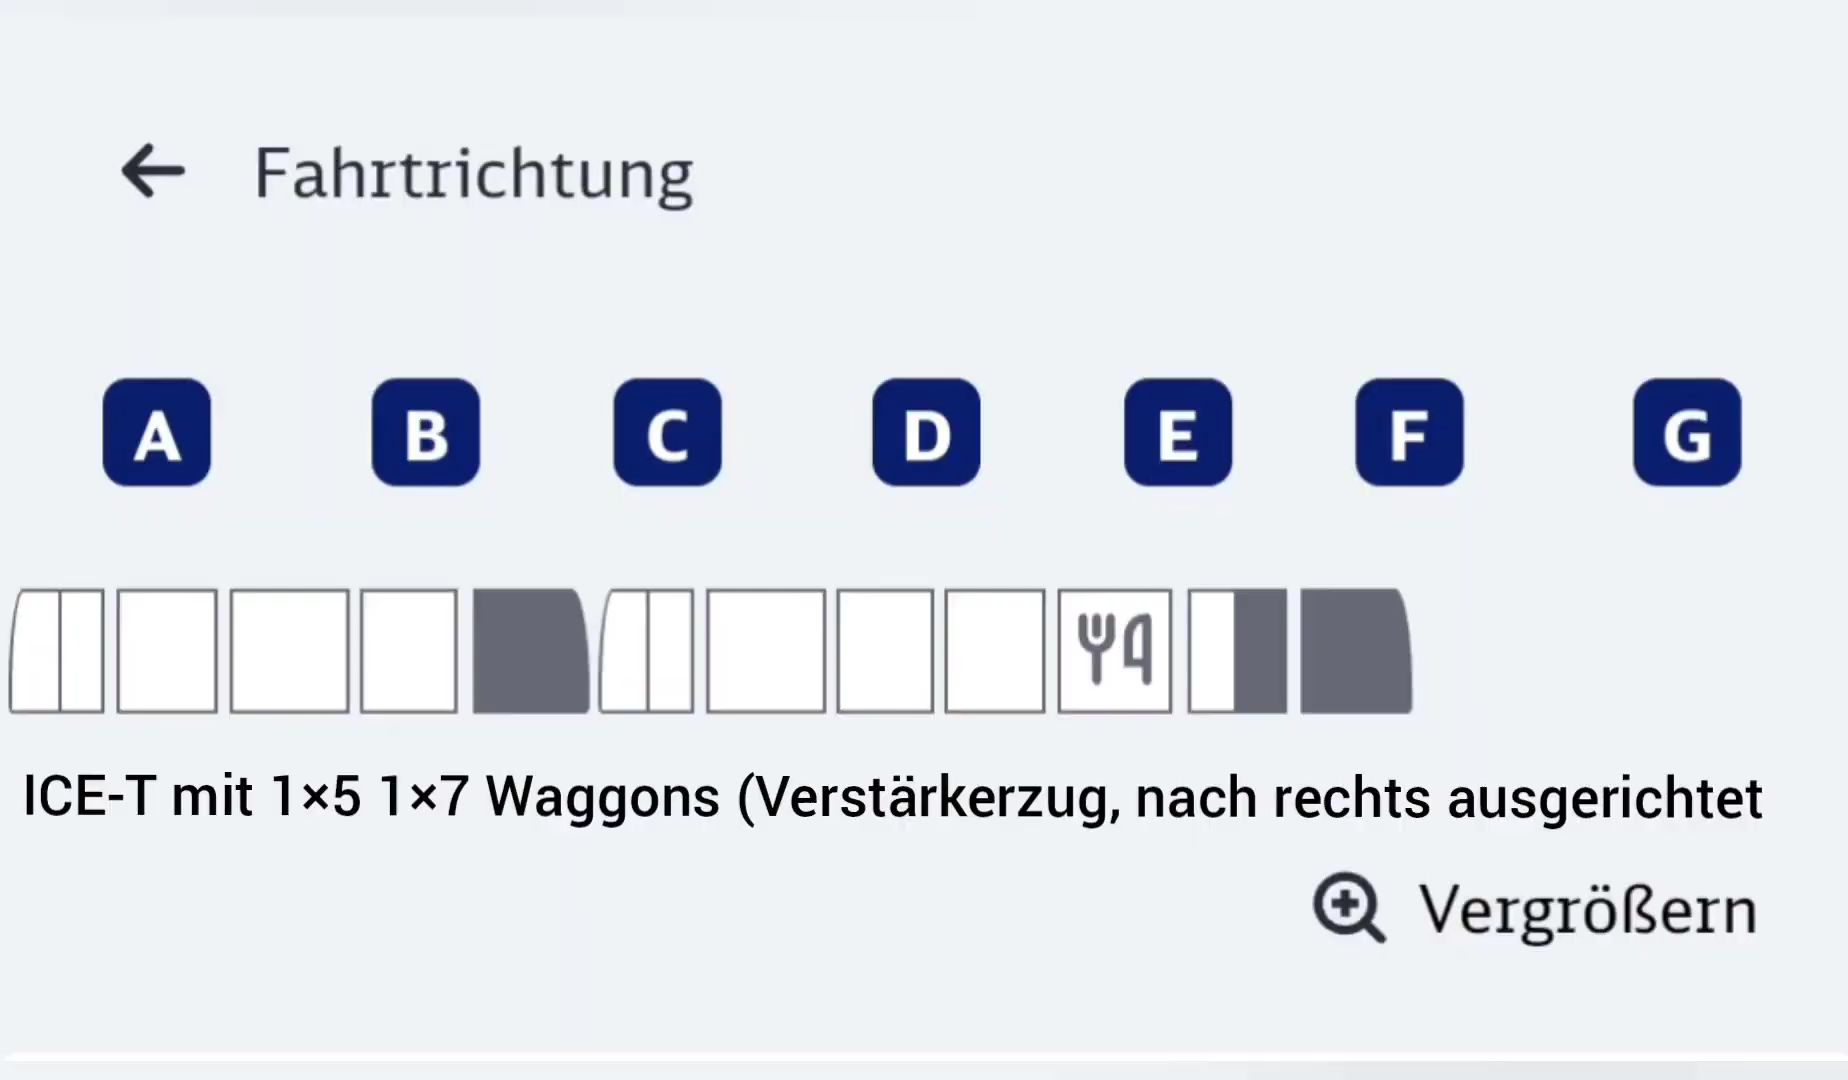 Fahrtrichtung
A B C D E F G
ICE-T mit 1×5 1×7 Waggons (Verstärkerzug, nach rechts ausgerichtet
Vergrößern